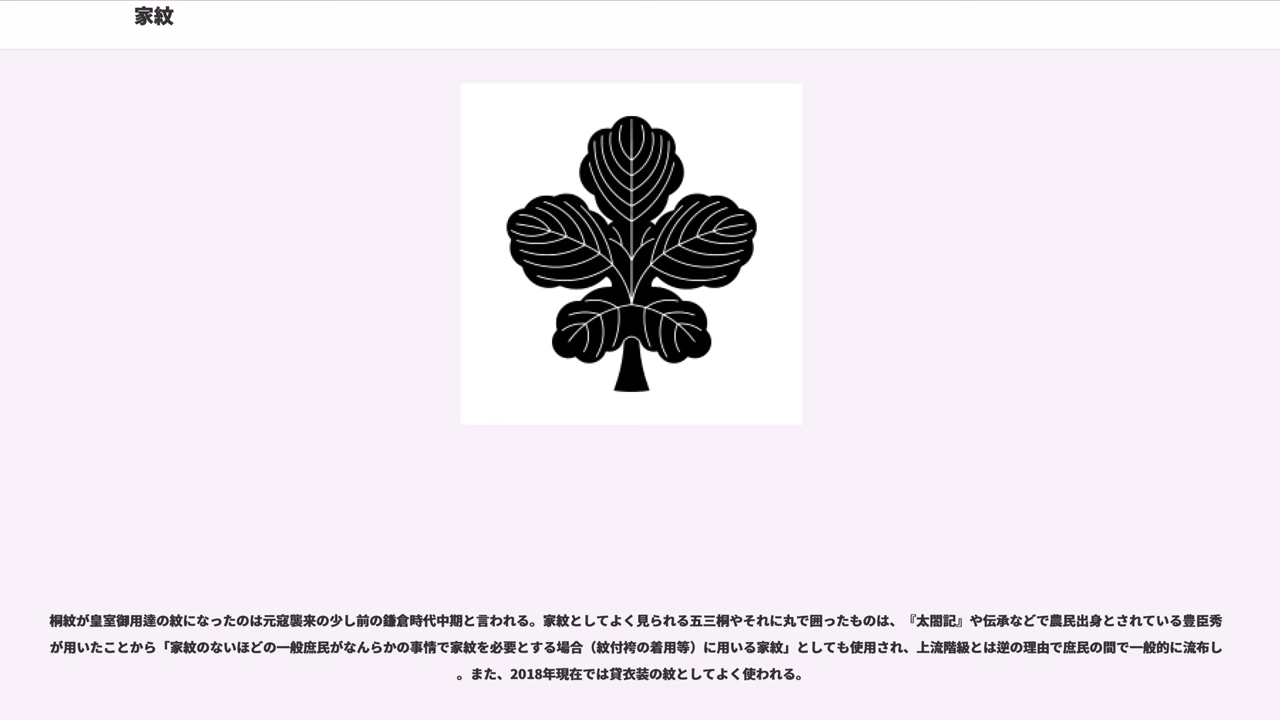 家紋
桐紋が皇室御用達の紋になったのは元寇襲来の少し前の鎌倉時代中期と言われる。家紋としてよく見られる五三桐やそれに丸で囲ったものは、『太閤記』や伝承などで農民出身とされている豊臣秀
が用いたことから「家紋のないほどの一般庶民がなんらかの事情で家紋を必要とする場合（紋付袴の着用等）に用いる家紋」としても使用され、上流階級とは逆の理由で庶民の間で一般的に流布し
。また、2018年現在では貸衣装の紋としてよく使われる。